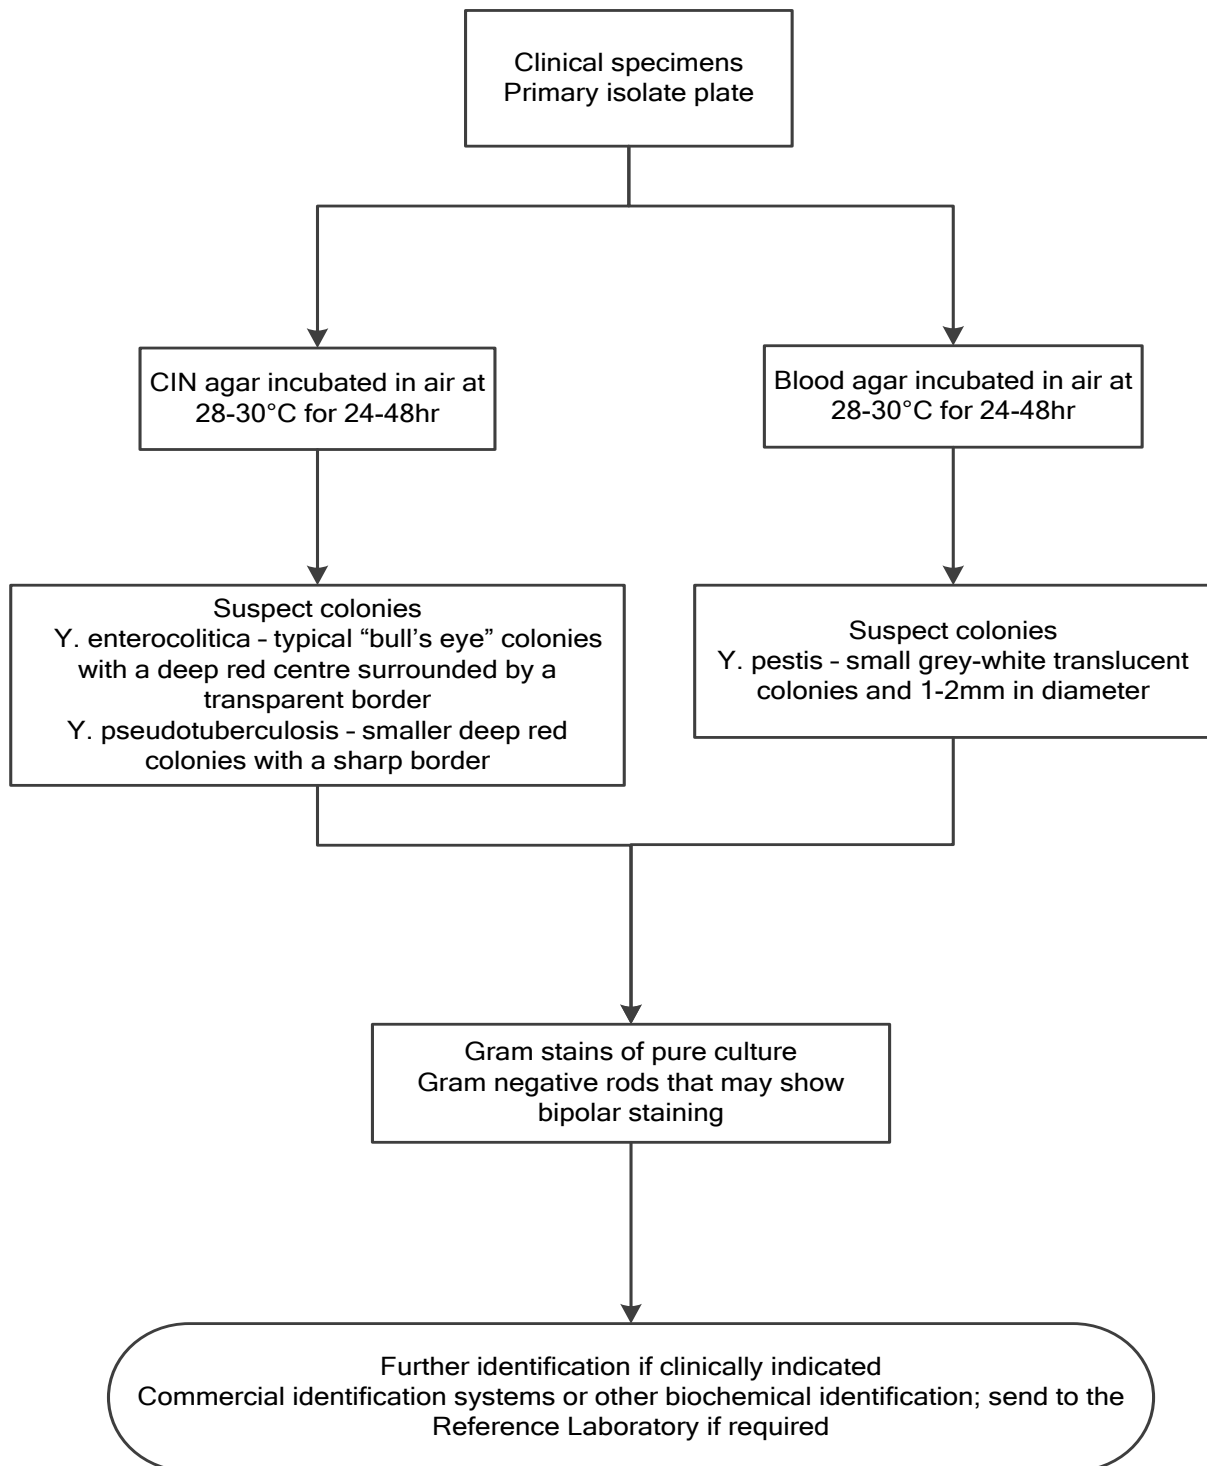 Clinical specimens
Primary isolate plate
CIN agar incubated in air at
28-30°C for 24-48hr
Blood agar incubated in air at
28-30°C for 24-48hr
Suspect colonies
Y. enterocolitica - typical “bull’s eye” colonies
with a deep red centre surrounded by a
transparent border
Y. pseudotuberculosis - smaller deep red
colonies with a sharp border
Suspect colonies
Y. pestis - small grey-white translucent
colonies and 1-2mm in diameter
Gram stains of pure culture
Gram negative rods that may show
bipolar staining
Further identification if clinically indicated
Commercial identification systems or other biochemical identification; send to the
Reference Laboratory if required